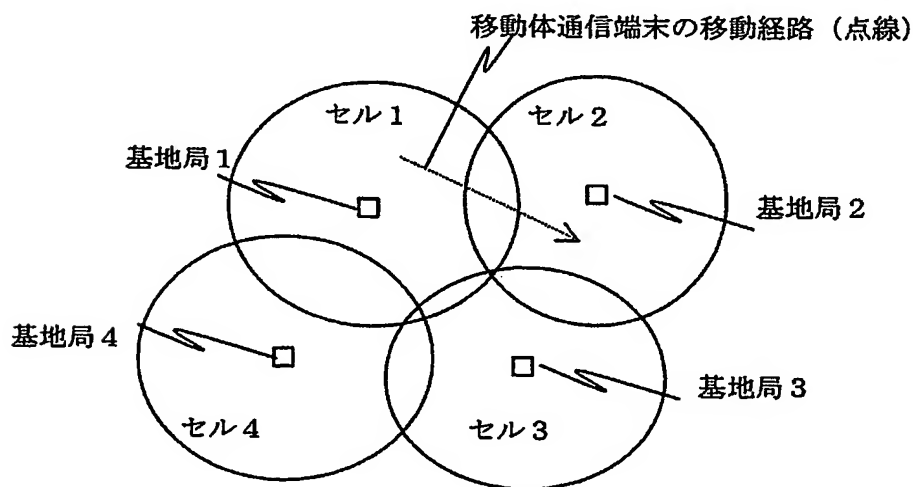 移動体通信端末の移動経路（点線）
セル１
セル２
基地局１
基地局２
基地局４
基地局３
セル４
セル３